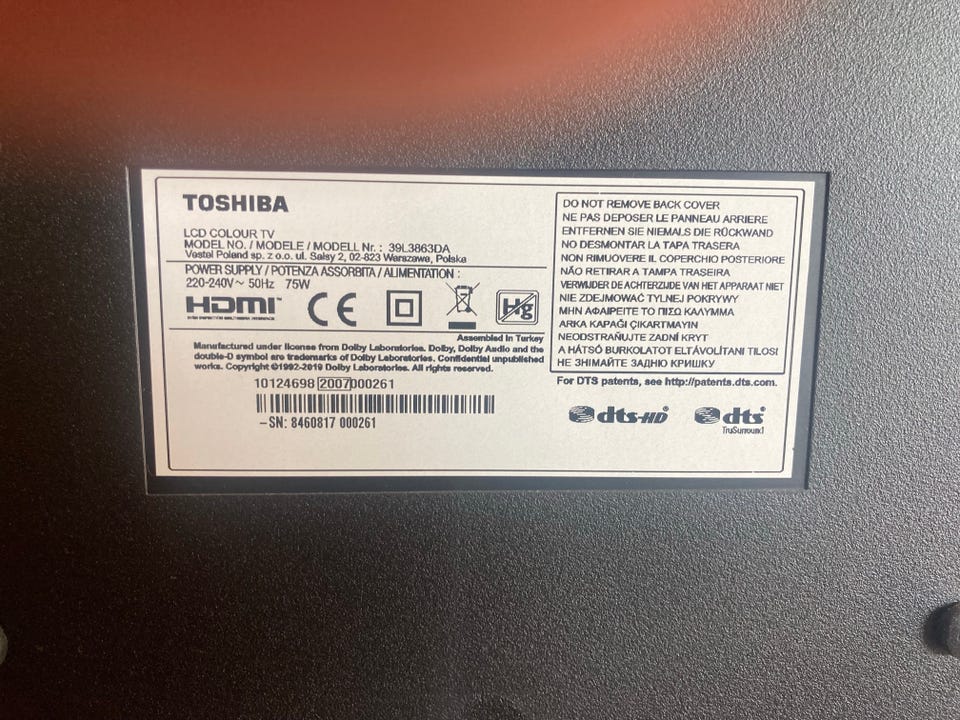 TOSHIBA
LCD COLOUR TV
MODEL NO. / MODELE / MODELL Nr. : 39L3863DA
Vestel Poland sp. z o.o. ul. Salsy 2, 02-823 Warszawa, Polska
POWER SUPPLY / POTENZA ASSORBITA / ALIMENTATION :
220-240V ~ 50Hz 75W
HDMI™
HIGH DEFINITION MULTIMEDIA INTERFACE
CE
Hg
Assembled in Turkey
Manufactured under license from Dolby Laboratories. Dolby, Dolby Audio and the
double-D symbol are trademarks of Dolby Laboratories. Confidential unpublished
works. Copyright ©1992-2019 Dolby Laboratories. All rights reserved.
10124698 2007000261
-SN: 8460817 000261
DO NOT REMOVE BACK COVER
NE PAS DEPOSER LE PANNEAU ARRIERE
ENTFERNEN SIE NIEMALS DIE RÜCKWAND
NO DESMONTAR LA TAPA TRASERA
NON RIMUOVERE IL COPERCHIO POSTERIORE
NÃO RETIRAR A TAMPA TRASEIRA
VERWIJDER DE ACHTERZIJDE VAN HET APPARAAT NIET
NIE ZDEJMOWAĆ TYLNEJ POKRYWY
ΜΗΝ ΑΦΑΙΡΕΙΤΕ ΤΟ ΠΙΣΩ ΚΑΛΥΜΜΑ
ARKA KAPAĞI ÇIKARTMAYIN
NEODSTRAŇUJTE ZADNÍ KRYT
A HÁTSÓ BURKOLATOT ELTÁVOLÍTANI TILOS!
НЕ ЗНИМАЙТЕ ЗАДНЮ КРИШКУ
For DTS patents, see http://patents.dts.com.
dts-HD®
dts®
TruSurround